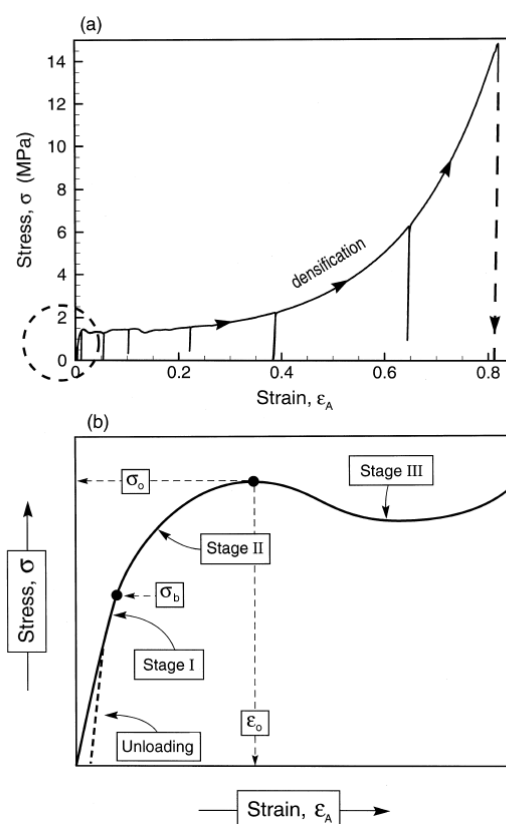 (a)
Stress, σ (MPa)
14
12
10
8
6
4
2
0
densification
0 0.2 0.4 0.6 0.8
Strain, εA
(b)
Stress, σ
σo
Stage III
Stage II
σb
Stage I
εo
Unloading
Strain, εA